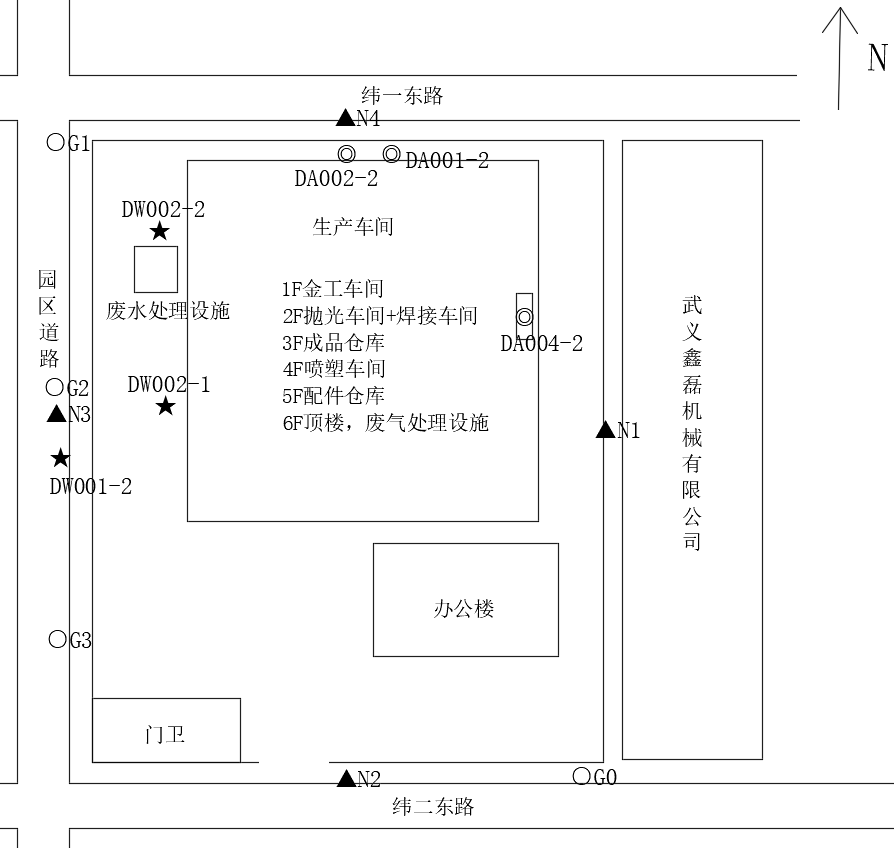 N
纬一东路
N4
G1
DA002-2
DA001-2
DW002-2
生产车间
废水处理设施
园区道路
1F金工车间
2F抛光车间+焊接车间
3F成品仓库
4F喷塑车间
5F配件仓库
6F顶楼，废气处理设施
DA004-2
武义鑫磊机械有限公司
G2
DW002-1
N3
N1
DW001-2
办公楼
G3
门卫
N2
G0
纬二东路